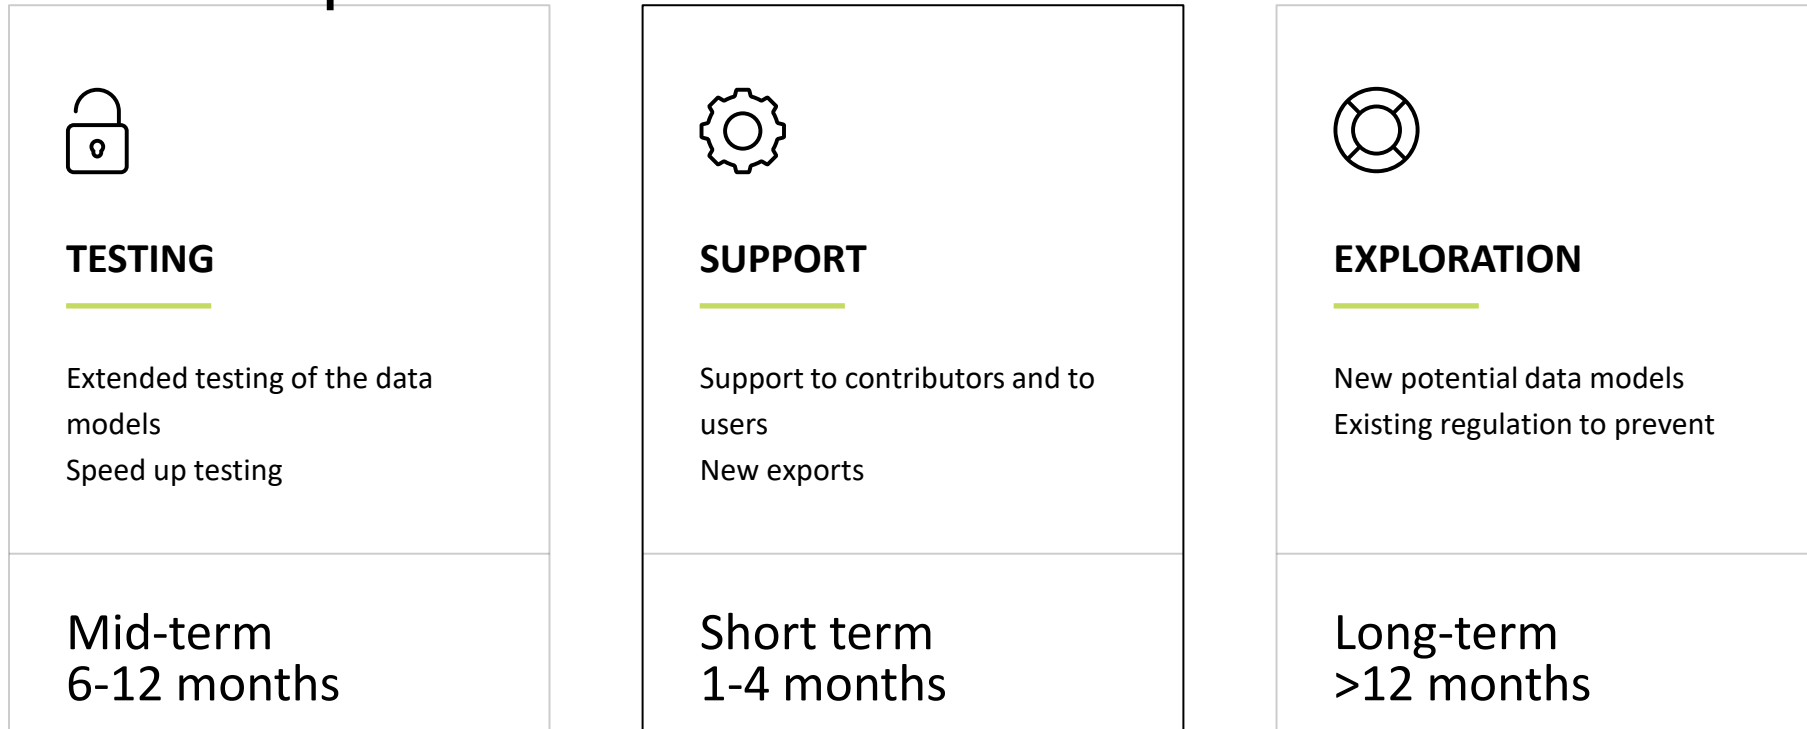 TESTING
Extended testing of the data
models
Speed up testing
Mid-term
6-12 months
SUPPORT
Support to contributors and to
users
New exports
Short term
1-4 months
EXPLORATION
New potential data models
Existing regulation to prevent
Long-term
>12 months